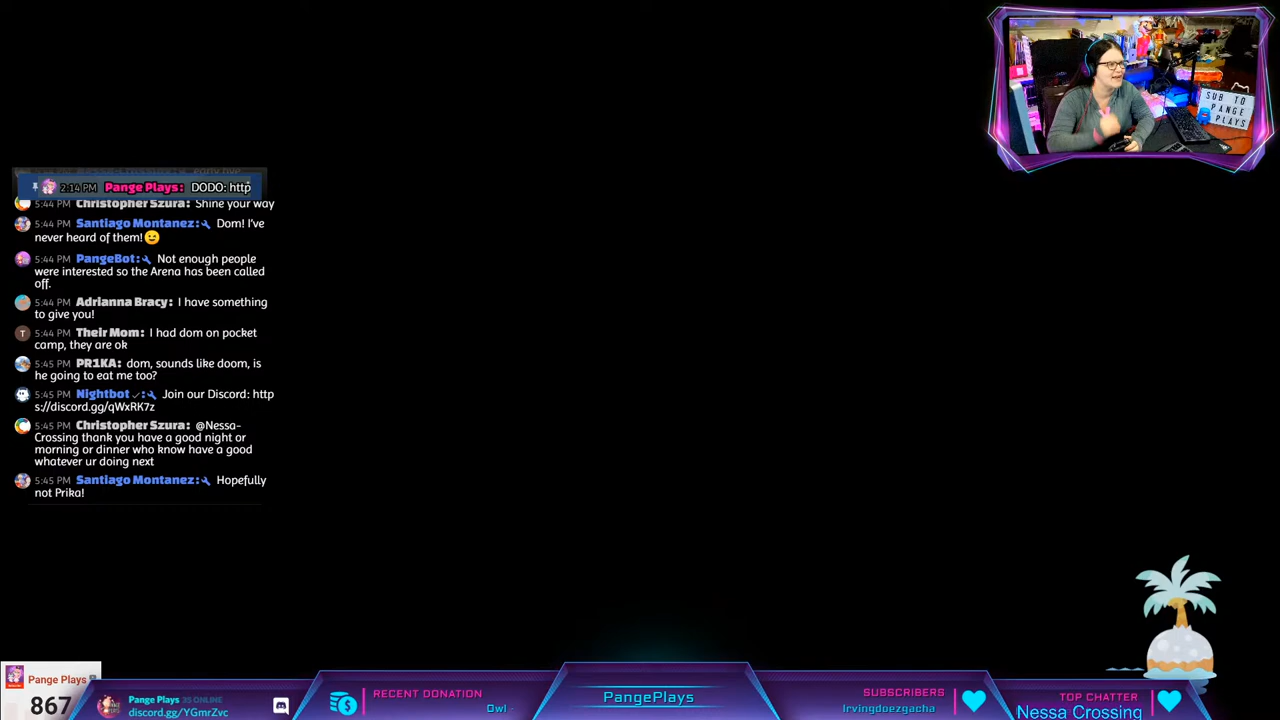 SUB TO
PANGE
PLAYS
2:14 PM Pange Plays: DODO: http
5:44 PM Christopher Szura: Shine your way
5:44 PM Santiago Montanez: Dom! I've
never heard of them!😉
5:44 PM PangeBot: Not enough people
were interested so the Arena has been called
off.
5:44 PM Adrianna Bracy: I have something
to give you!
T 5:44 PM Their Mom: I had dom on pocket
camp, they are ok
5:45 PM PR1KA: dom, sounds like doom, is
he going to eat me too?
5:45 PM Nightbot ✓: Join our Discord: http
s://discord.gg/qWxRK7z
5:45 PM Christopher Szura: @Nessa-
Crossing thank you have a good night or
morning or dinner who know have a good
whatever ur doing next
5:45 PM Santiago Montanez: Hopefully
not Prika!
Pange Plays
867
Pange Plays 35 ONLINE
discord.gg/YGmrZvc
RECENT DONATION
Owl -
PangePlays
SUBSCRIBERS
Irvingdoezgacha
TOP CHATTER
Nessa Crossing